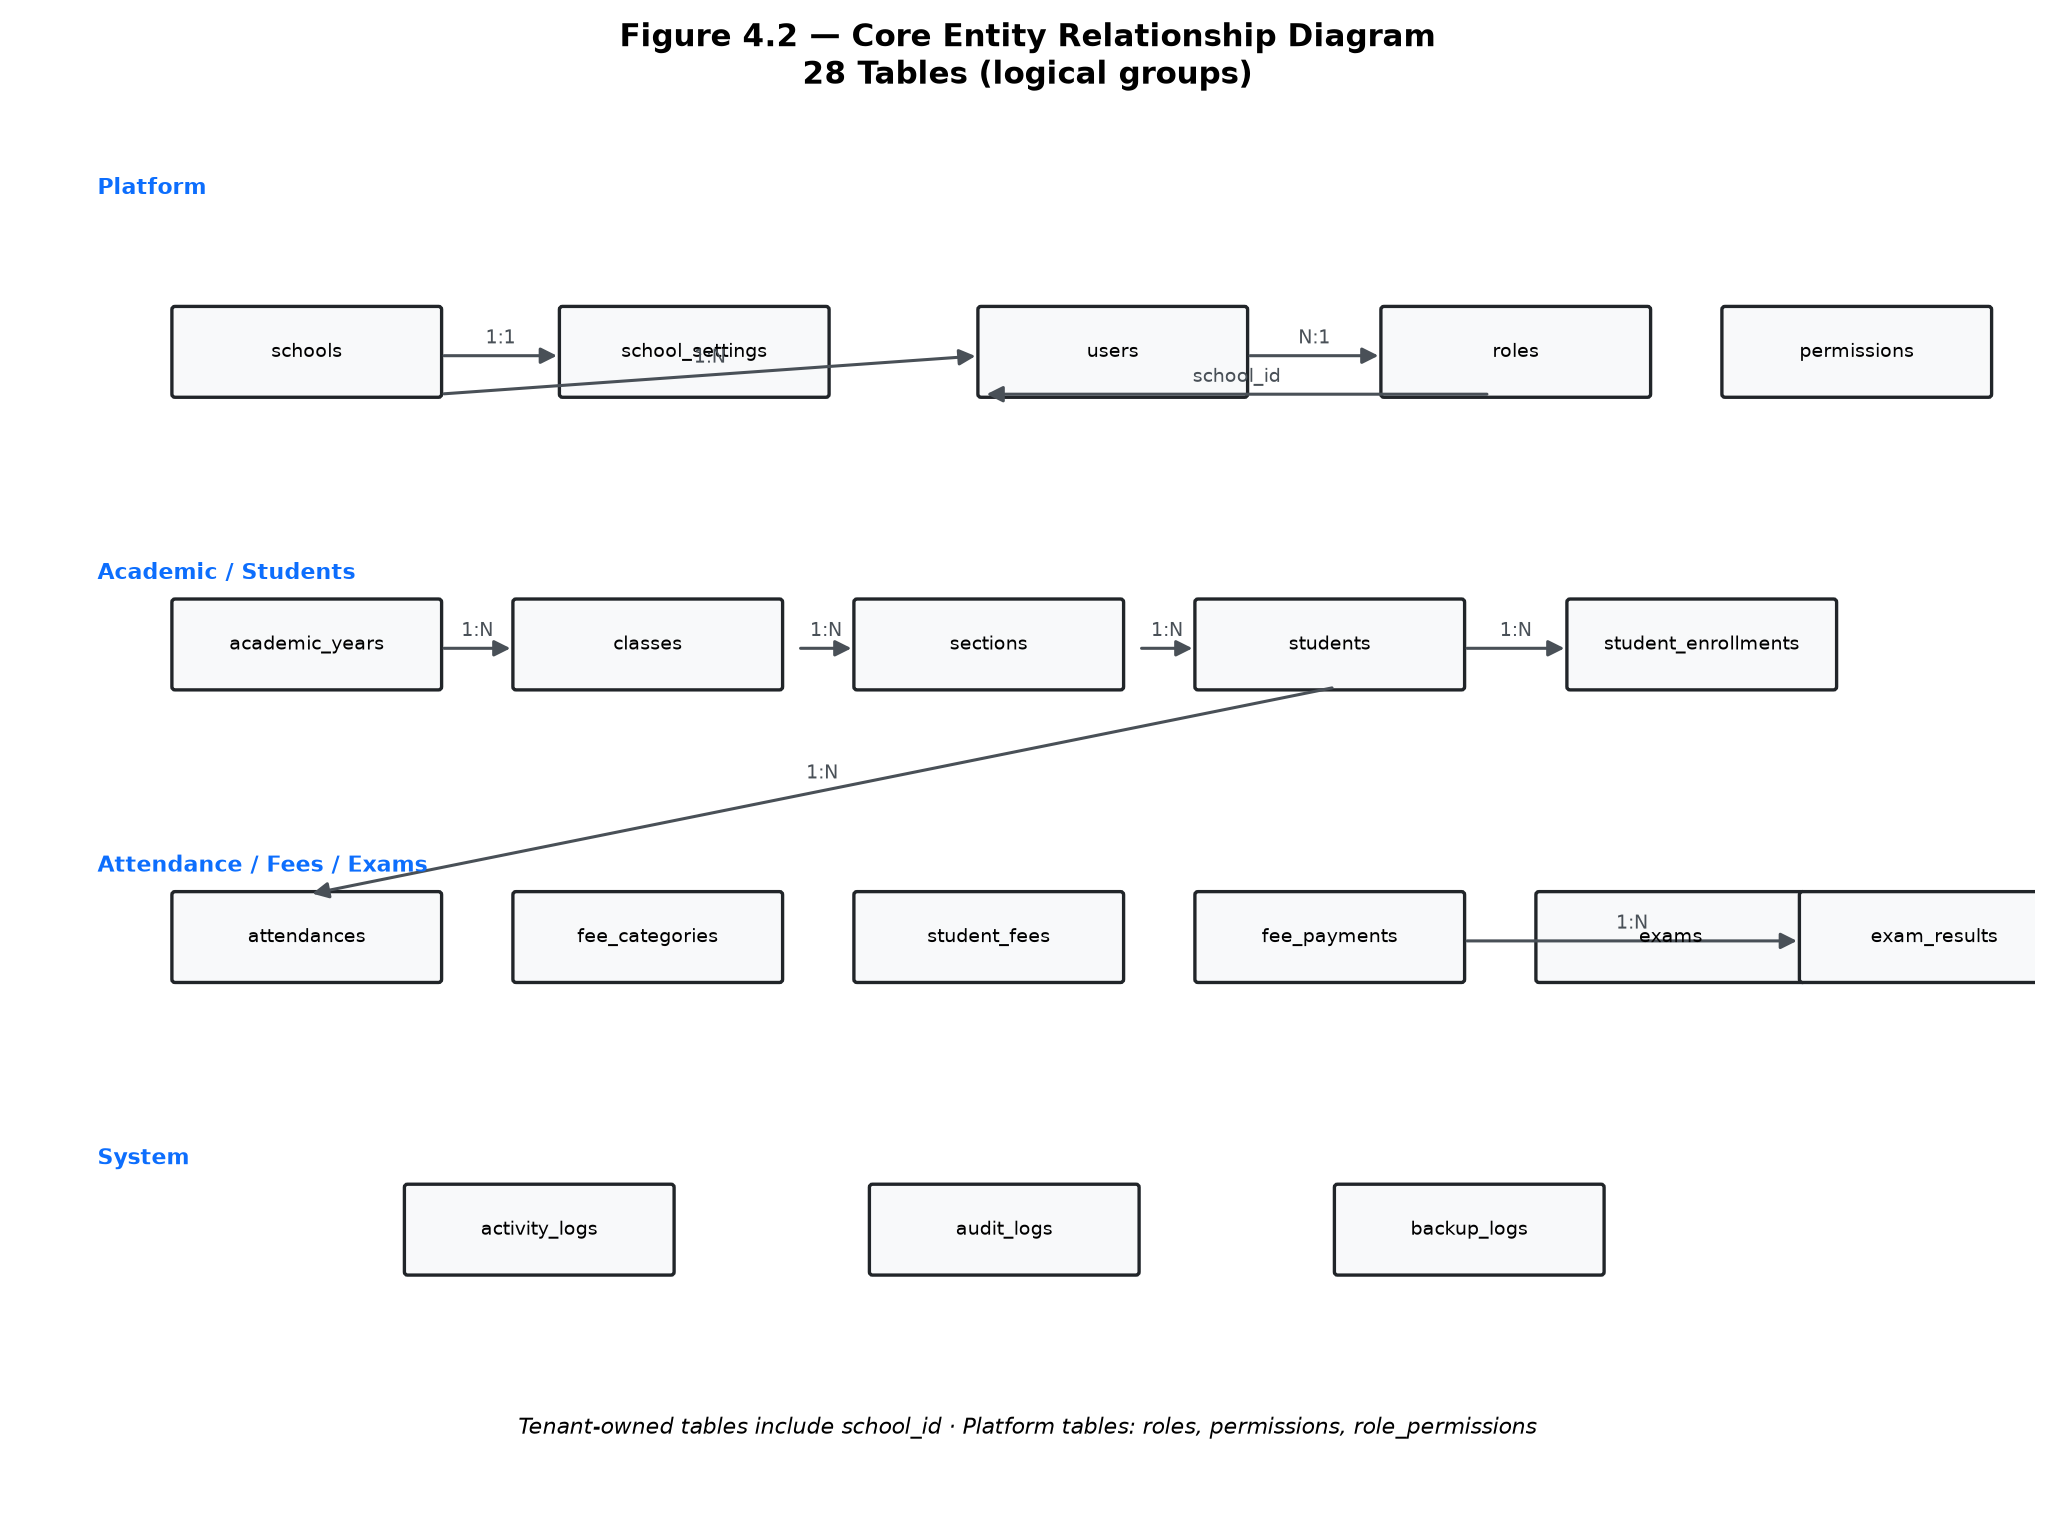 Figure 4.2 — Core Entity Relationship Diagram
28 Tables (logical groups)
Platform
schools
1:1
school_settings
1:N
users
N:1
school_id
roles
permissions
Academic / Students
academic_years
1:N
classes
1:N
sections
1:N
students
1:N
student_enrollments
1:N
Attendance / Fees / Exams
attendances
fee_categories
student_fees
fee_payments
1:N
exams
exam_results
System
activity_logs
audit_logs
backup_logs
Tenant-owned tables include school_id · Platform tables: roles, permissions, role_permissions